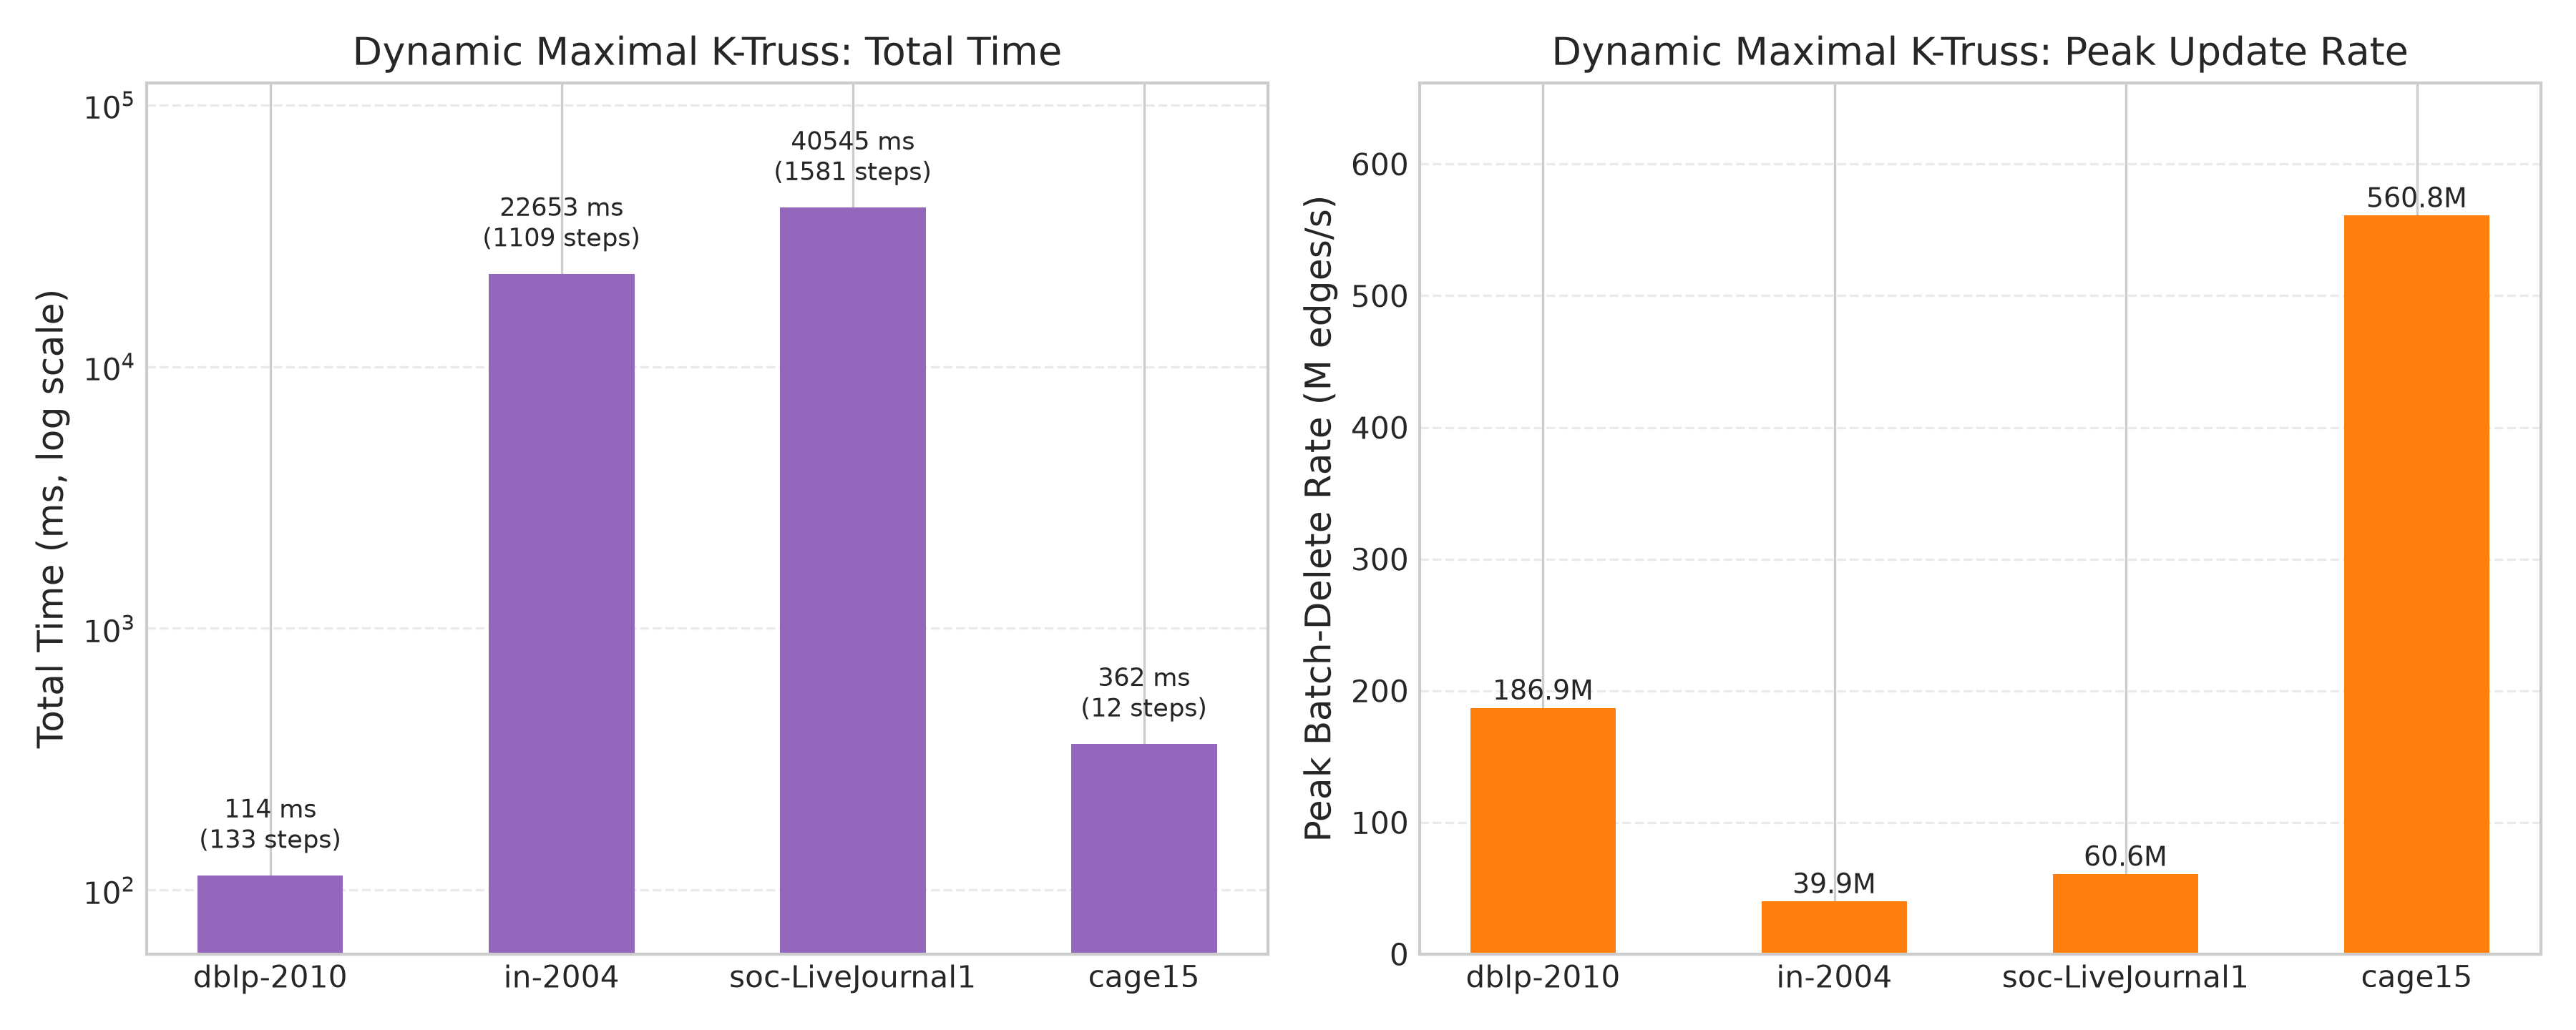 Dynamic Maximal K-Truss: Total Time
Total Time (ms, log scale)
10⁵
10⁴
10³
10²
114 ms
(133 steps)
22653 ms
(1109 steps)
40545 ms
(1581 steps)
362 ms
(12 steps)
dblp-2010
in-2004
soc-LiveJournal1
cage15
Dynamic Maximal K-Truss: Peak Update Rate
Peak Batch-Delete Rate (M edges/s)
600
500
400
300
200
100
0
186.9M
39.9M
60.6M
560.8M
dblp-2010
in-2004
soc-LiveJournal1
cage15